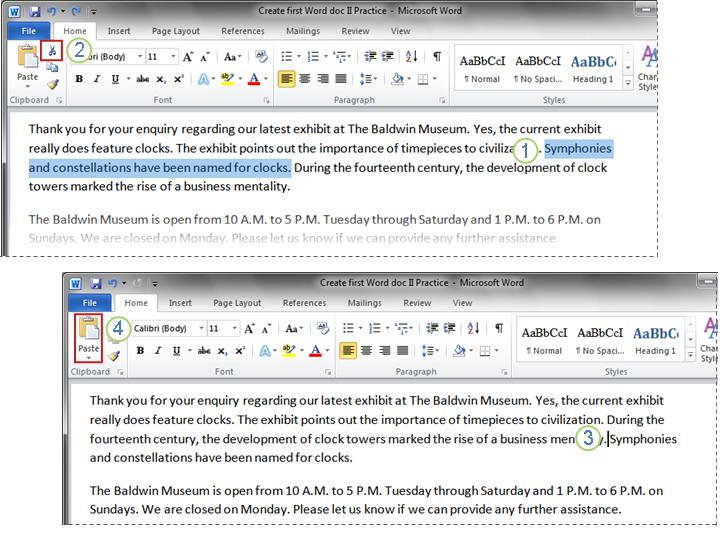 Create first Word doc II Practice - Microsoft Word
File Home Insert Page Layout References Mailings Review View
2 (Body) 11 A A Aa
Paste B I U abc x₂ x² A ab A ¶ AaBbCcI AaBbCcI AaBbC
¶ Normal ¶ No Spaci... Heading 1
Clipboard Font Paragraph Styles
Thank you for your enquiry regarding our latest exhibit at The Baldwin Museum. Yes, the current exhibit
really does feature clocks. The exhibit points out the importance of timepieces to civiliza 1 . Symphonies
and constellations have been named for clocks. During the fourteenth century, the development of clock
towers marked the rise of a business mentality.
The Baldwin Museum is open from 10 A.M. to 5 P.M. Tuesday through Saturday and 1 P.M. to 6 P.M. on
Sundays. We are closed on Monday. Please let us know if we can provide any further assistance.
Create first Word doc II Practice - Microsoft Word
File Home Insert Page Layout References Mailings Review View
4 Calibri (Body) 11 A A Aa
Paste B I U abc x₂ x² A ab A ¶ AaBbCcI AaBbCcI AaBbC
¶ Normal ¶ No Spaci... Heading 1
Clipboard Font Paragraph Styles
Thank you for your enquiry regarding our latest exhibit at The Baldwin Museum. Yes, the current exhibit
really does feature clocks. The exhibit points out the importance of timepieces to civilization. During the
fourteenth century, the development of clock towers marked the rise of a business men 3 y. Symphonies
and constellations have been named for clocks.
The Baldwin Museum is open from 10 A.M. to 5 P.M. Tuesday through Saturday and 1 P.M. to 6 P.M. on
Sundays. We are closed on Monday. Please let us know if we can provide any further assistance.